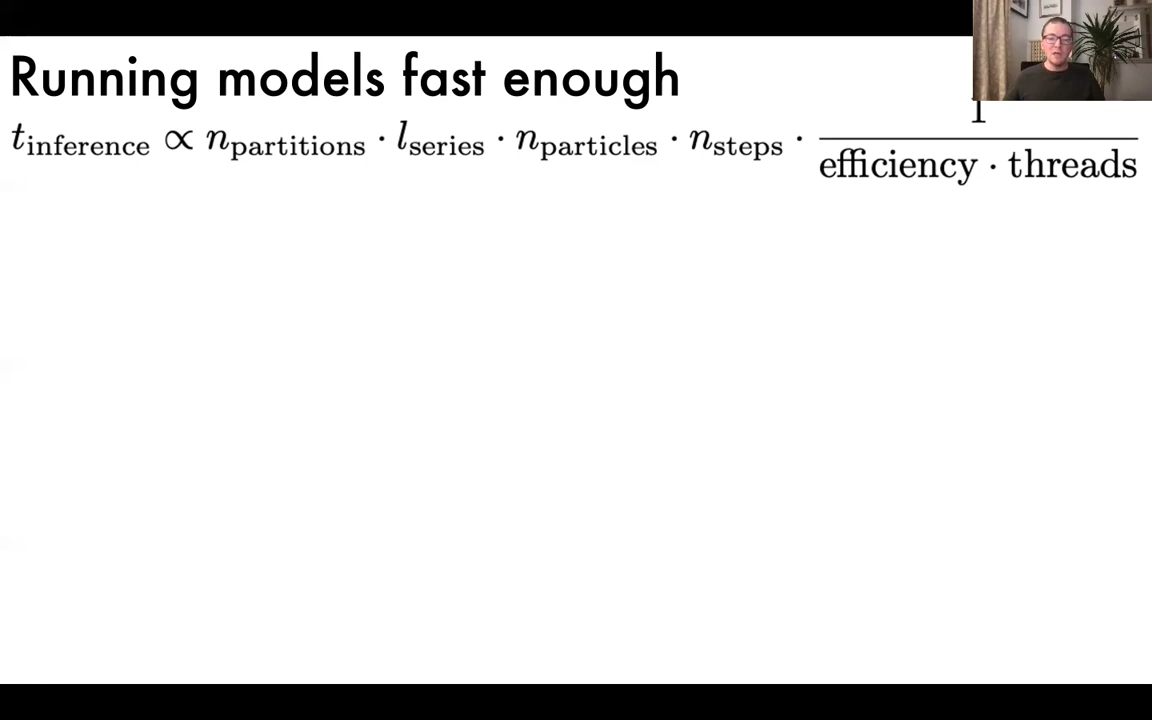 Running models fast enough
t_inference ∝ n_partitions · l_series · n_particles · n_steps · 1 / (efficiency · threads)